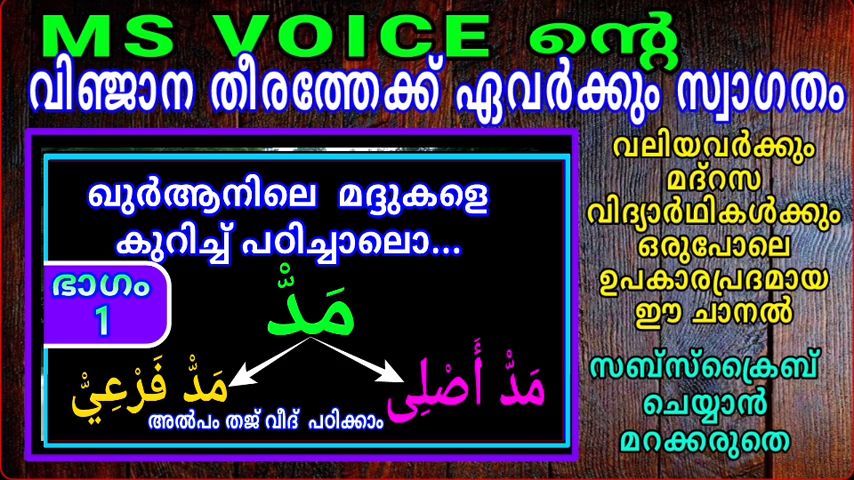 MS VOICE ന്റെ
വിഞ്ജാന തീരത്തേക്ക് ഏവർക്കും സ്വാഗതം
ഖുർആനിലെ മദ്ദുകളെ
കുറിച്ച് പഠിച്ചാലൊ...
ഭാഗം
1
مَدّْ
مَدّْ فَرْعِيّْ
مَدّْ أَصْلِى
അൽപം തജ് വീദ് പഠിക്കാം
വലിയവർക്കും
മദ്റസ
വിദ്യാർഥികൾക്കും
ഒരുപോലെ
ഉപകാരപ്രദമായ
ഈ ചാനൽ
സബ്സ്ക്രൈബ്
ചെയ്യാൻ
മറക്കരുതെ